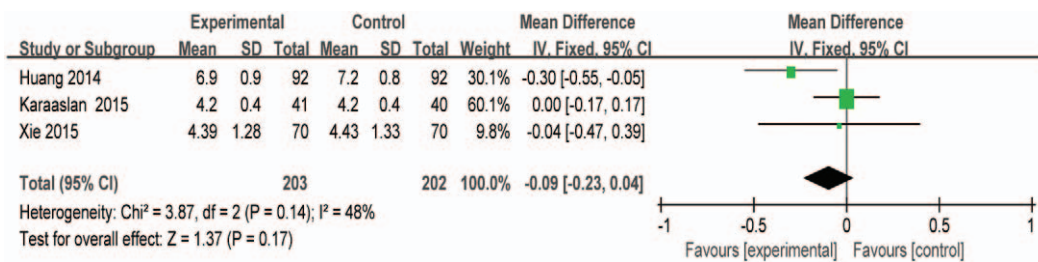 Experimental Control Mean Difference Mean Difference
Study or Subgroup Mean SD Total Mean SD Total Weight IV, Fixed, 95% CI IV, Fixed, 95% CI
Huang 2014 6.9 0.9 92 7.2 0.8 92 30.1% -0.30 [-0.55, -0.05]
Karaaslan 2015 4.2 0.4 41 4.2 0.4 40 60.1% 0.00 [-0.17, 0.17]
Xie 2015 4.39 1.28 70 4.43 1.33 70 9.8% -0.04 [-0.47, 0.39]
Total (95% CI) 203 202 100.0% -0.09 [-0.23, 0.04]
Heterogeneity: Chi² = 3.87, df = 2 (P = 0.14); I² = 48%
Test for overall effect: Z = 1.37 (P = 0.17)
-1 -0.5 0 0.5 1
Favours [experimental] Favours [control]